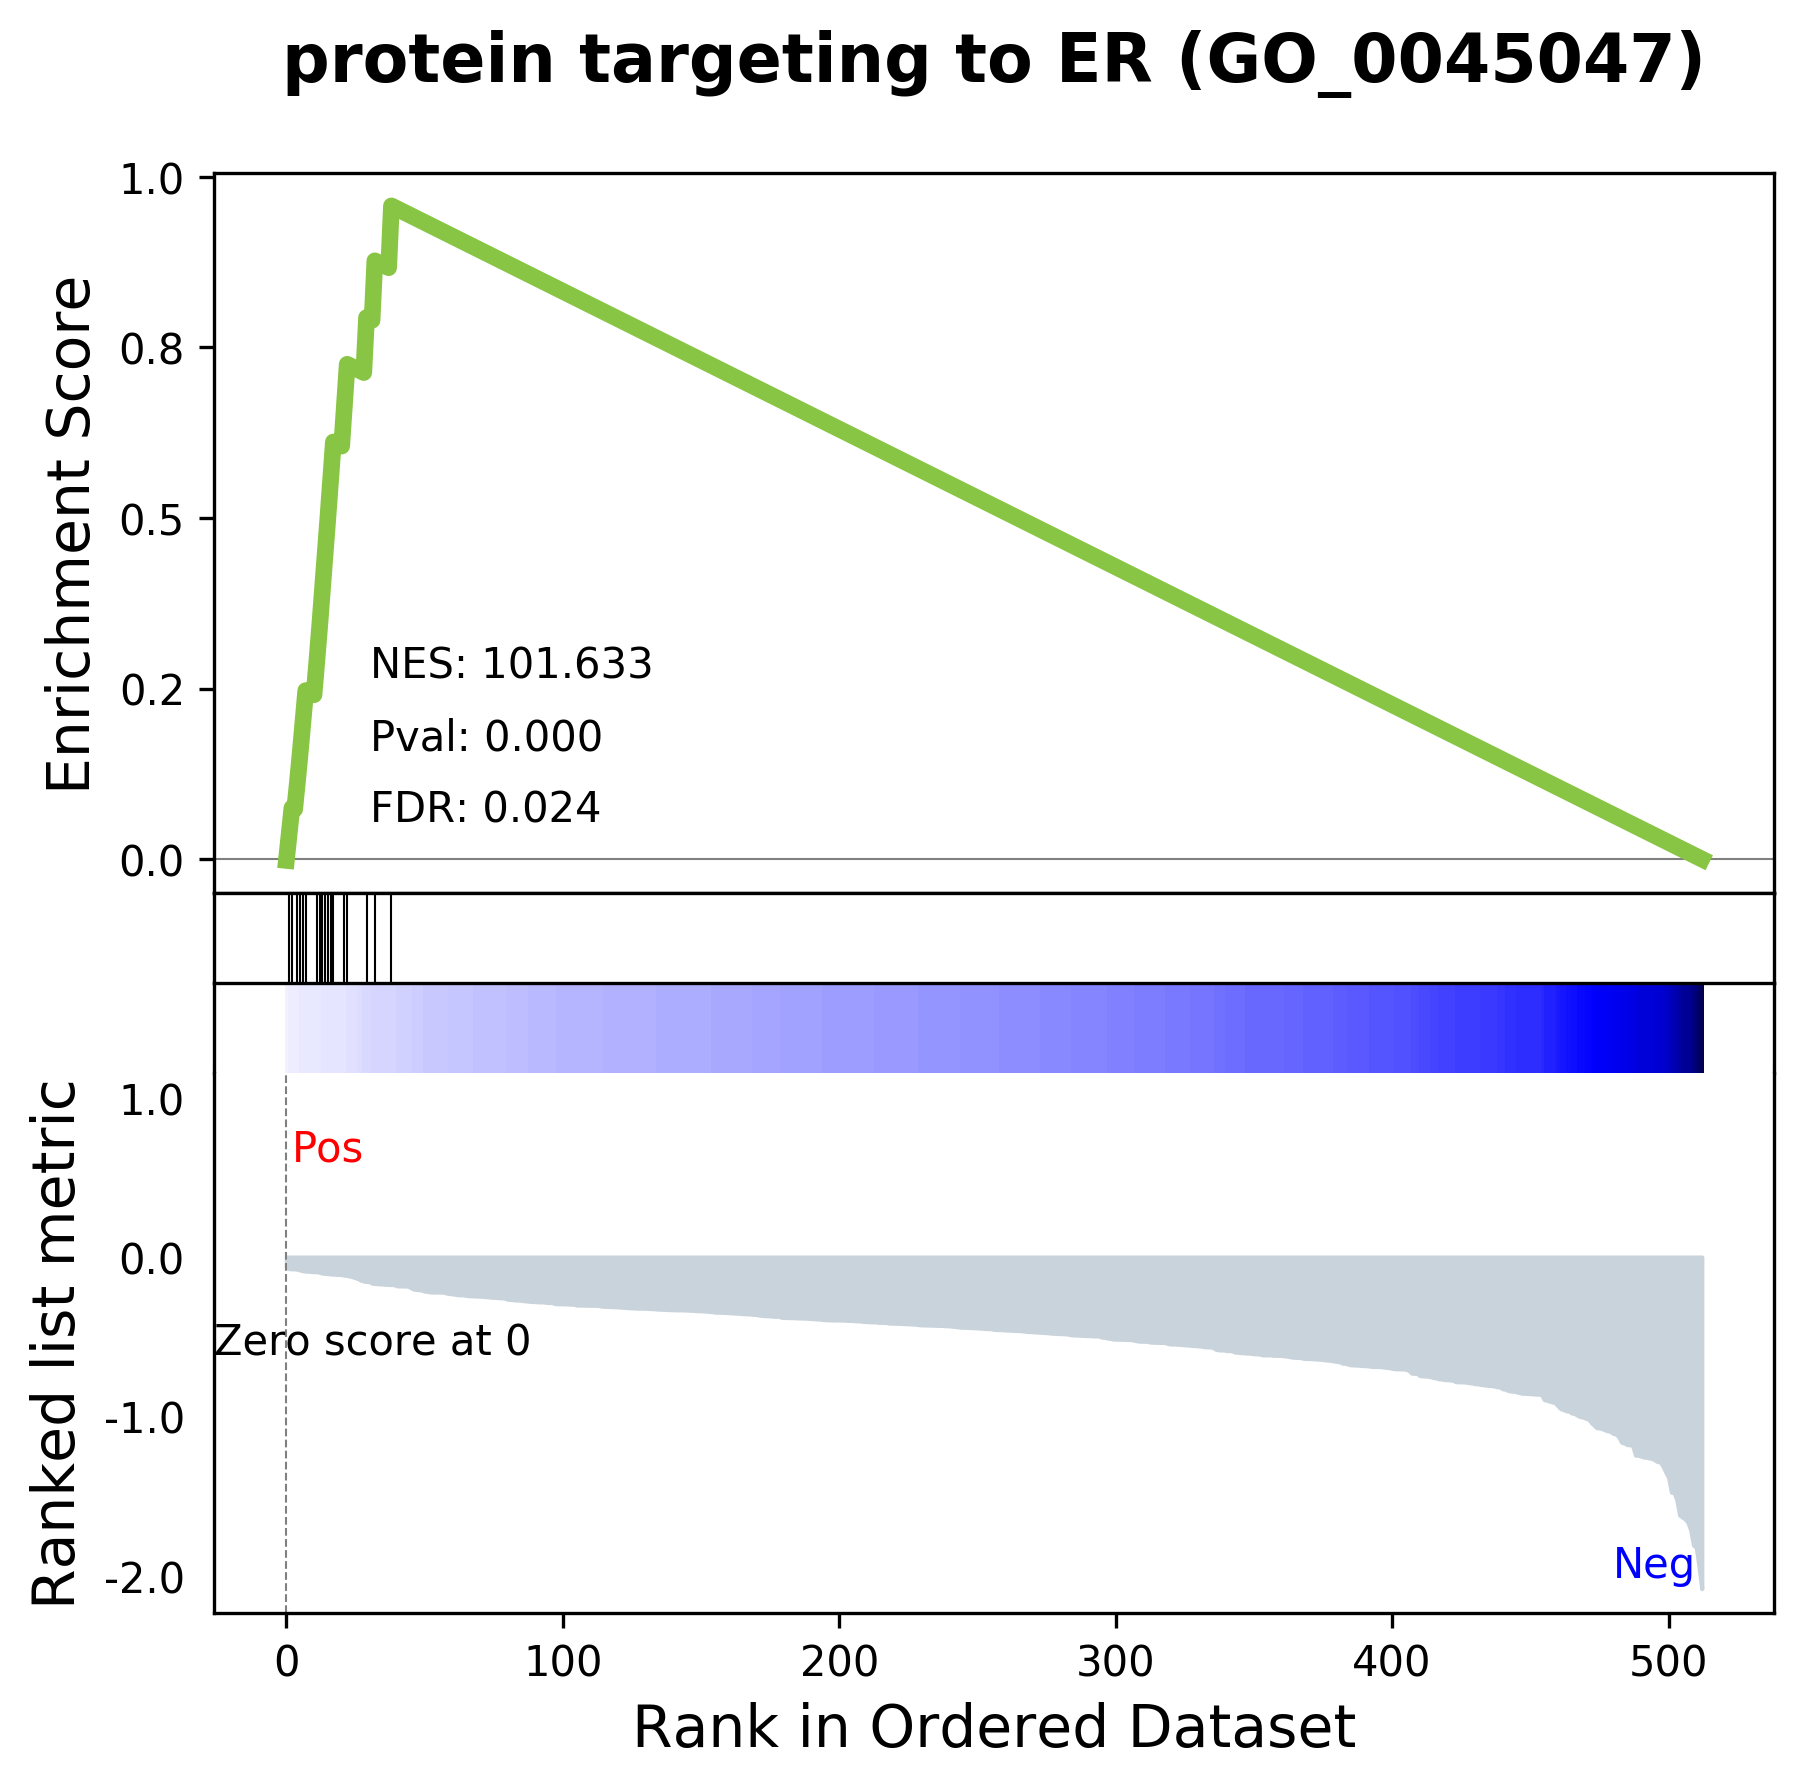 protein targeting to ER (GO_0045047)
Enrichment Score
1.0
0.8
0.5
0.2
0.0
NES: 101.633
Pval: 0.000
FDR: 0.024
Ranked list metric
1.0
0.0
-1.0
-2.0
Pos
Zero score at 0
Neg
0 100 200 300 400 500
Rank in Ordered Dataset